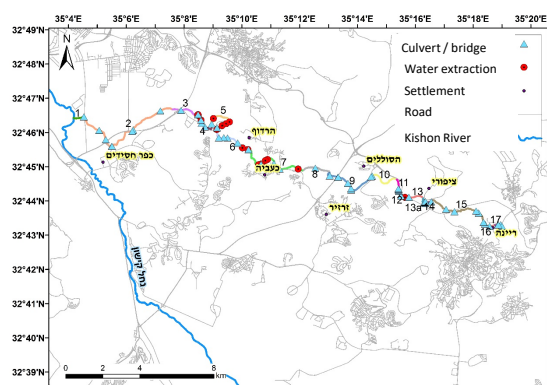 35°4'E 35°6'E 35°8'E 35°10'E 35°12'E 35°14'E 35°16'E 35°18'E 35°20'E
32°49'N
N
Culvert / bridge
32°48'N
Water extraction
32°47'N
Settlement
Road
Kishon River
1 2 3 4 5
32°46'N
הרדוף
6 7 8 9 10 11
כפר חסידים
כעביה
הסוללים
ציפורי
32°45'N
12 13 13a 14 15 16 17
32°44'N
זרזיר
ריינה
32°43'N
נחל קישון
32°42'N
32°41'N
32°40'N
32°39'N
0 2 4 8
km